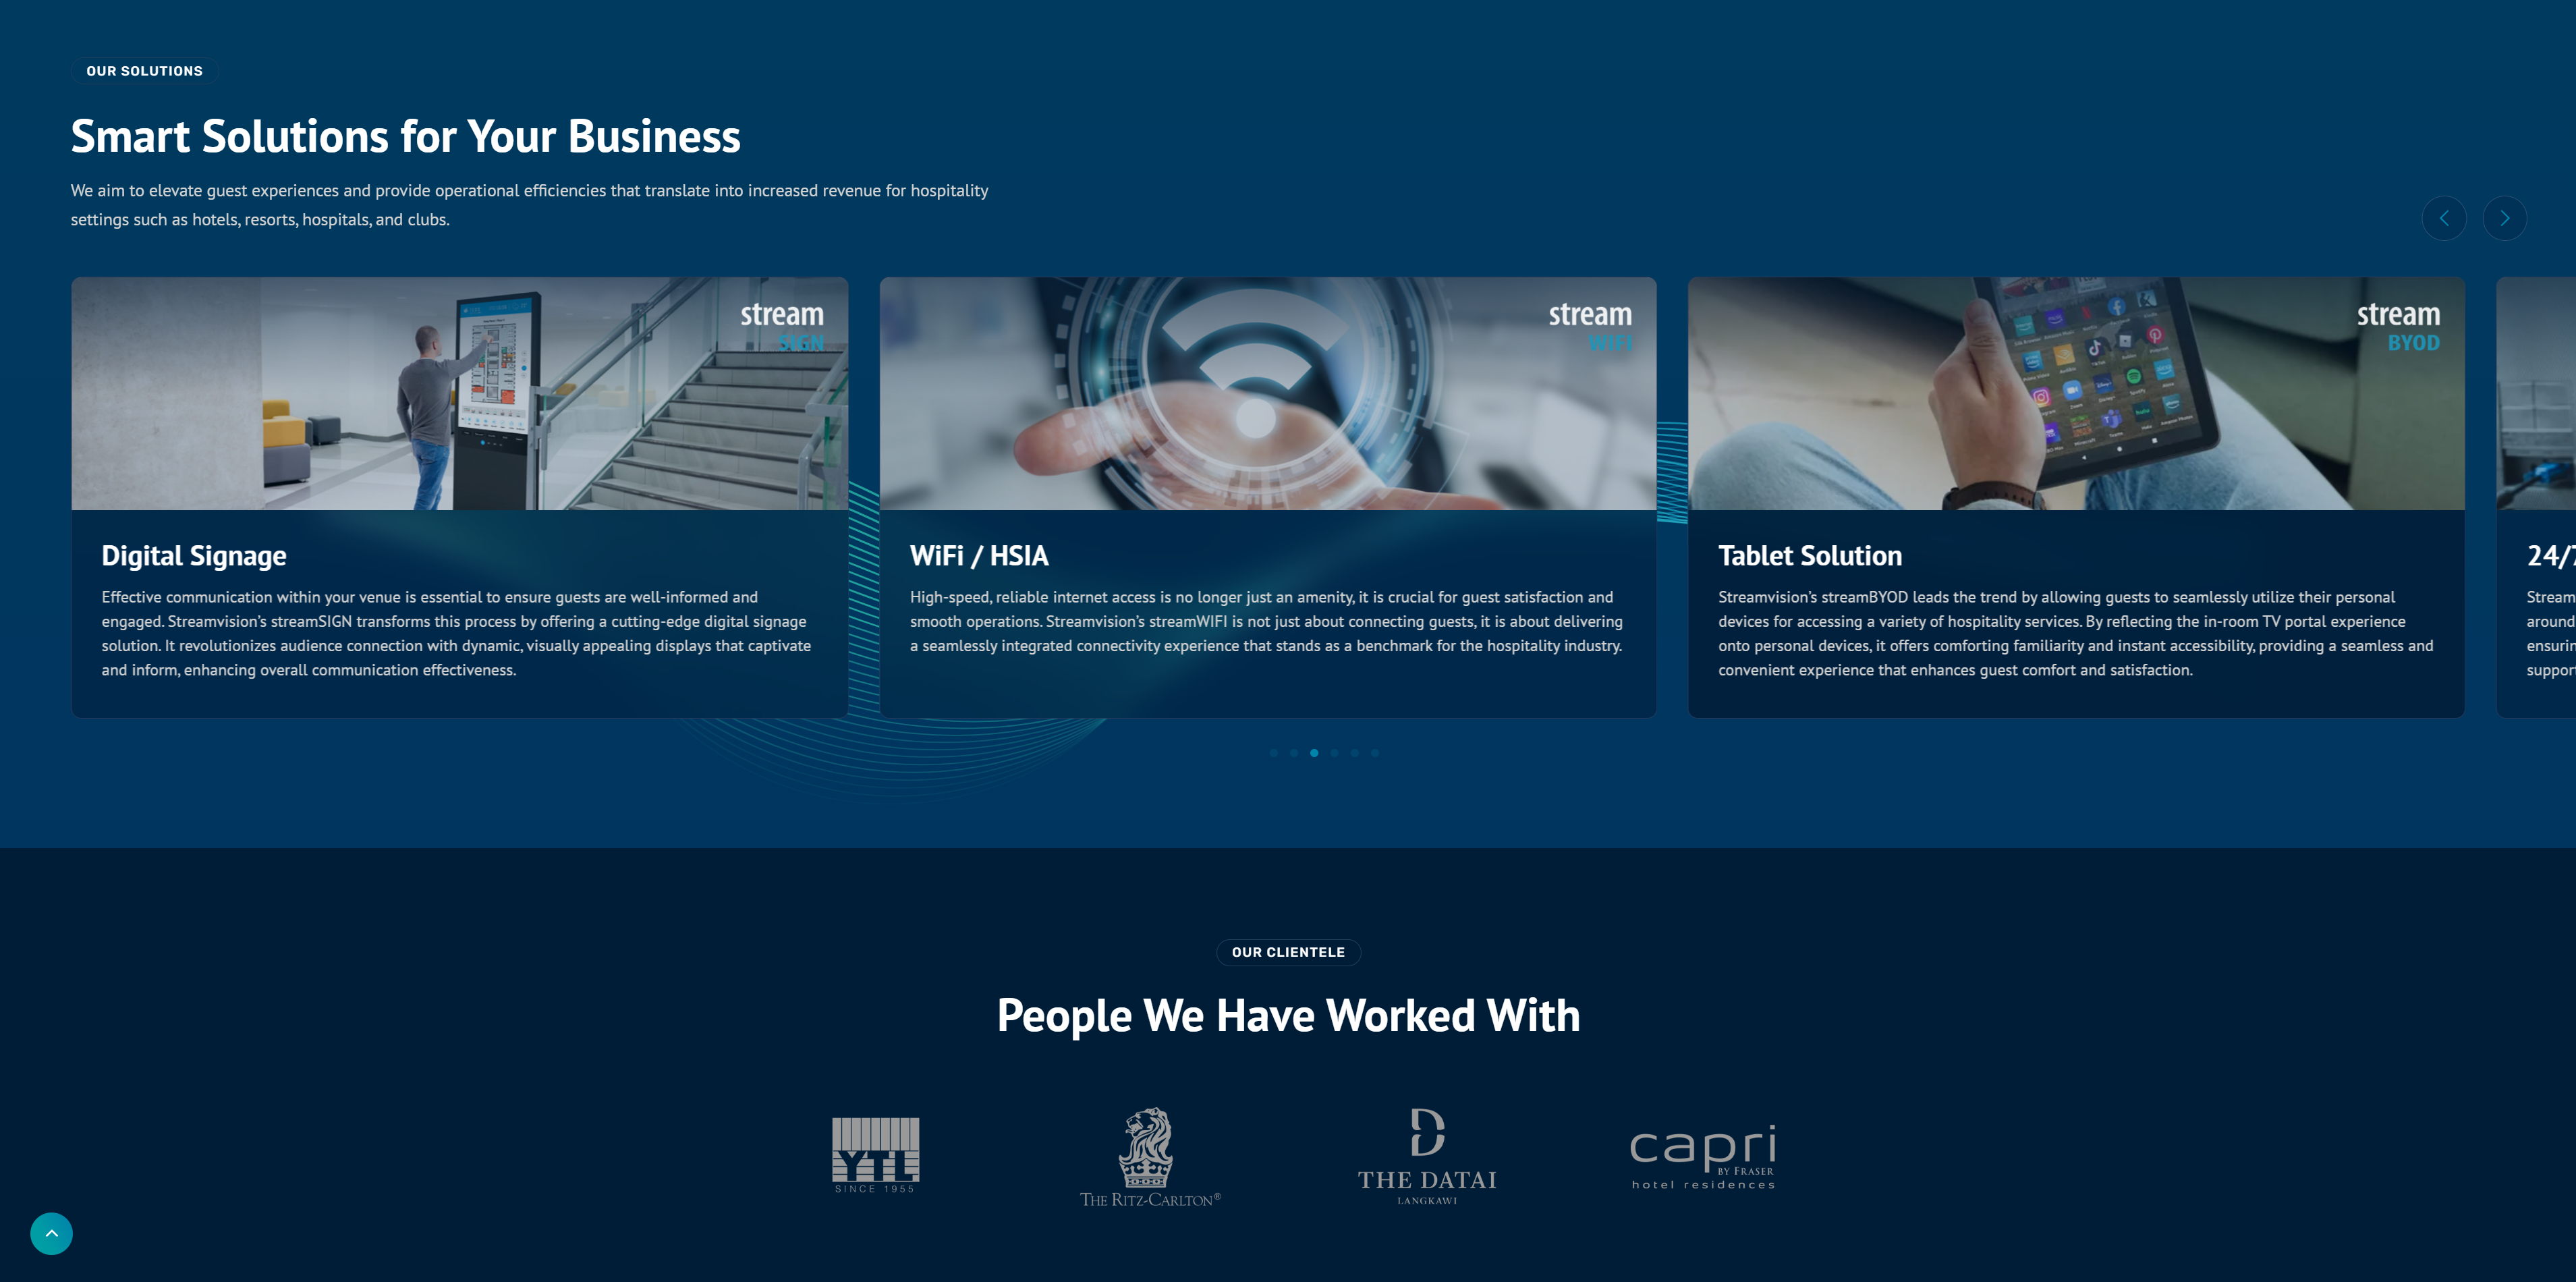 OUR SOLUTIONS
Smart Solutions for Your Business
We aim to elevate guest experiences and provide operational efficiencies that translate into increased revenue for hospitality
settings such as hotels, resorts, hospitals, and clubs.
stream
SIGN
Digital Signage
Effective communication within your venue is essential to ensure guests are well-informed and
engaged. Streamvision’s streamSIGN transforms this process by offering a cutting-edge digital signage
solution. It revolutionizes audience connection with dynamic, visually appealing displays that captivate
and inform, enhancing overall communication effectiveness.
stream
WIFI
WiFi / HSIA
High-speed, reliable internet access is no longer just an amenity, it is crucial for guest satisfaction and
smooth operations. Streamvision’s streamWIFI is not just about connecting guests, it is about delivering
a seamlessly integrated connectivity experience that stands as a benchmark for the hospitality industry.
stream
BYOD
Tablet Solution
Streamvision’s streamBYOD leads the trend by allowing guests to seamlessly utilize their personal
devices for accessing a variety of hospitality services. By reflecting the in-room TV portal experience
onto personal devices, it offers comforting familiarity and instant accessibility, providing a seamless and
convenient experience that enhances guest comfort and satisfaction.
24/7
Stream
around
ensurin
support
OUR CLIENTELE
People We Have Worked With
YTL
SINCE 1955
THE RITZ-CARLTON®
D
THE DATAI
LANGKAWI
capri
BY FRASER
hotel residences